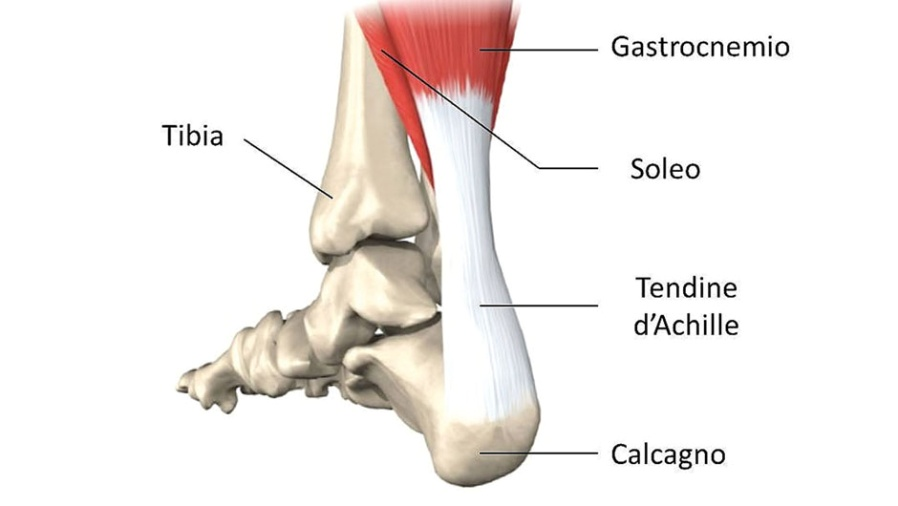 Gastrocnemio
Tibia
Soleo
Tendine
d’Achille
Calcagno